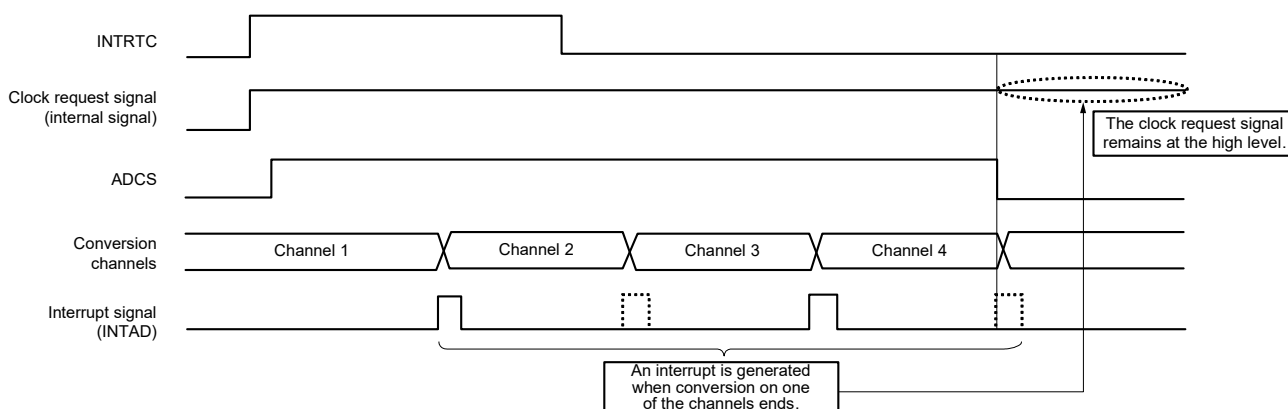 INTRTC
Clock request signal
(internal signal)
The clock request signal
remains at the high level.
ADCS
Conversion
channels
Channel 1
Channel 2
Channel 3
Channel 4
Interrupt signal
(INTAD)
An interrupt is generated
when conversion on one
of the channels ends.